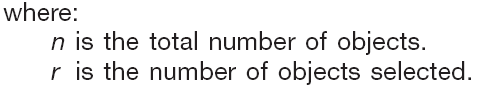 where:
n is the total number of objects.
r is the number of objects selected.